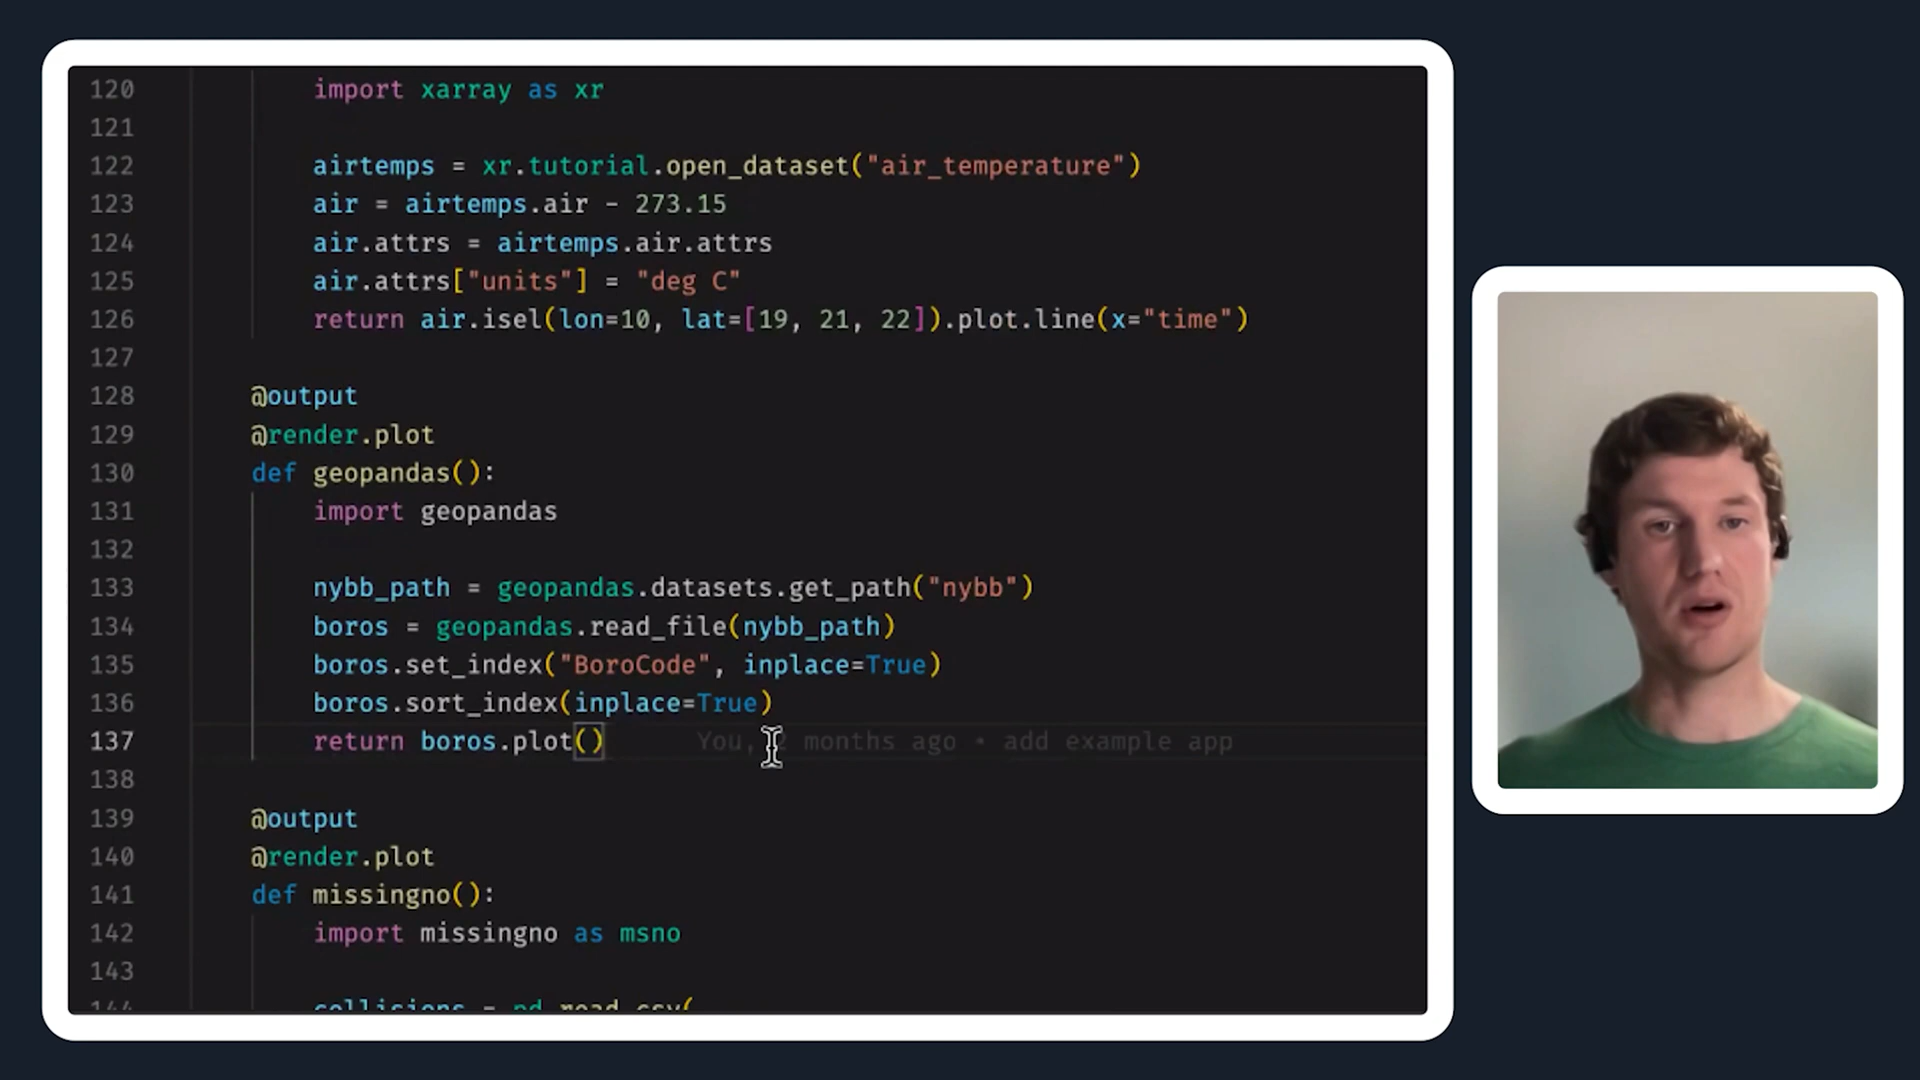 120 import xarray as xr
121
122 airtemps = xr.tutorial.open_dataset("air_temperature")
123 air = airtemps.air - 273.15
124 air.attrs = airtemps.air.attrs
125 air.attrs["units"] = "deg C"
126 return air.isel(lon=10, lat=[19, 21, 22]).plot.line(x="time")
127
128 @output
129 @render.plot
130 def geopandas():
131 import geopandas
132
133 nybb_path = geopandas.datasets.get_path("nybb")
134 boros = geopandas.read_file(nybb_path)
135 boros.set_index("BoroCode", inplace=True)
136 boros.sort_index(inplace=True)
137 return boros.plot() You, 2 months ago • add example app
138
139 @output
140 @render.plot
141 def missingno():
142 import missingno as msno
143
144 collisions = pd.read_csv(